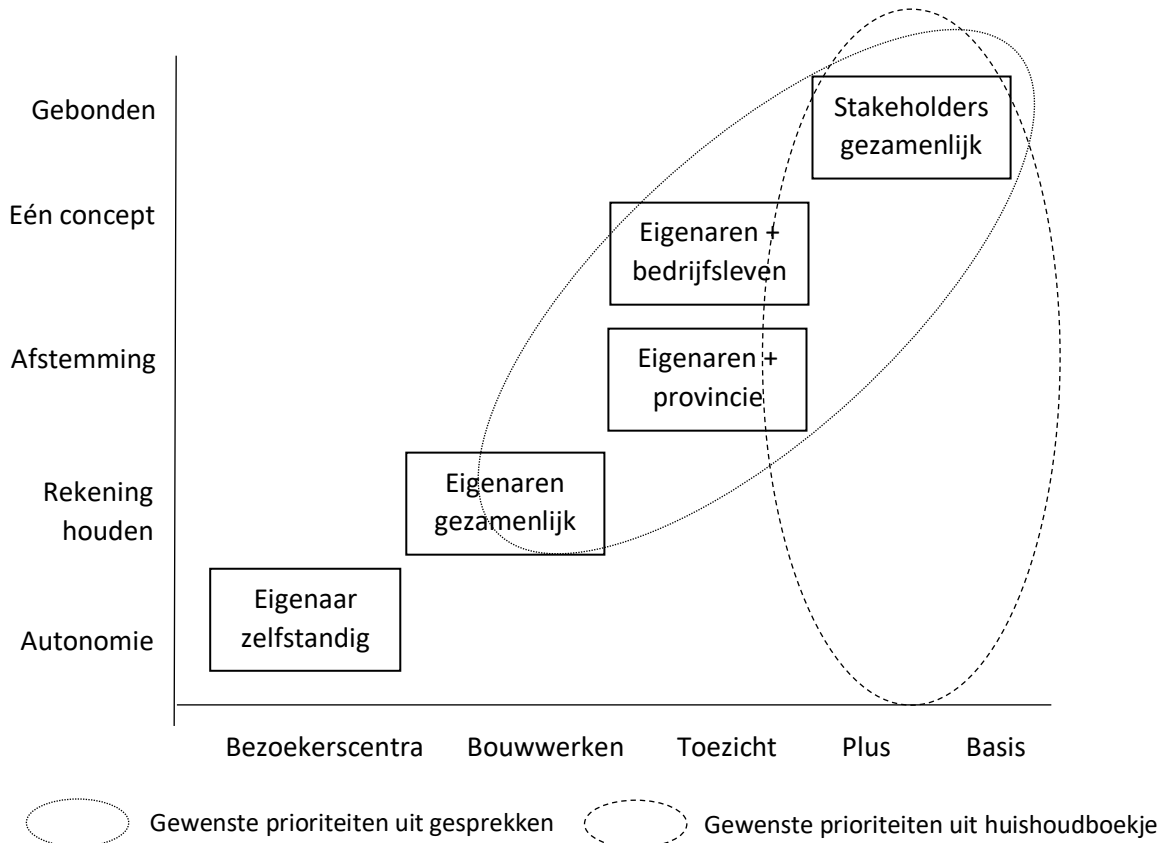 Gebonden
Stakeholders
gezamenlijk
Eén concept
Eigenaren +
bedrijfsleven
Afstemming
Eigenaren +
provincie
Rekening
houden
Eigenaren
gezamenlijk
Autonomie
Eigenaar
zelfstandig
Bezoekerscentra Bouwwerken Toezicht Plus Basis
Gewenste prioriteiten uit gesprekken Gewenste prioriteiten uit huishoudboekje